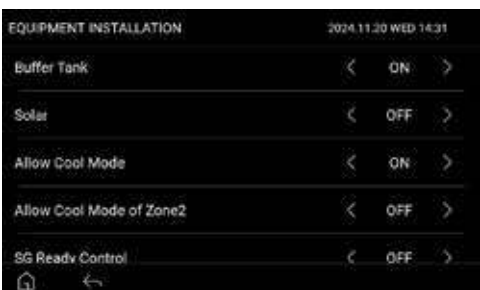 EQUIPMENT INSTALLATION 2024.11.20 WED 14:31
Buffer Tank < ON >
Solar < OFF >
Allow Cool Mode < ON >
Allow Cool Mode of Zone2 < OFF >
SG Ready Control < OFF >